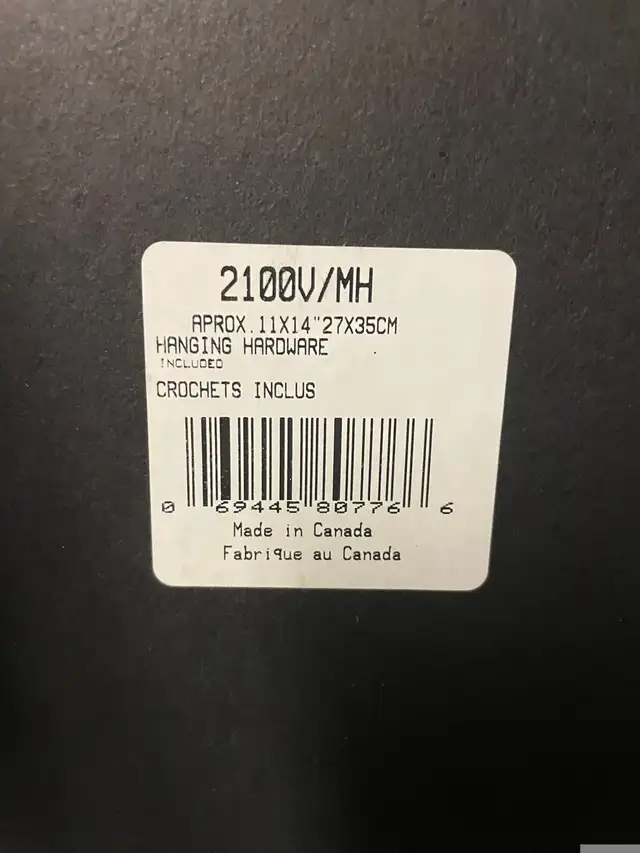 2100V/MH
APROX.11X14"27X35CM
HANGING HARDWARE
INCLUDED
CROCHETS INCLUS
0 69445 80776 6
Made in Canada
Fabrique au Canada